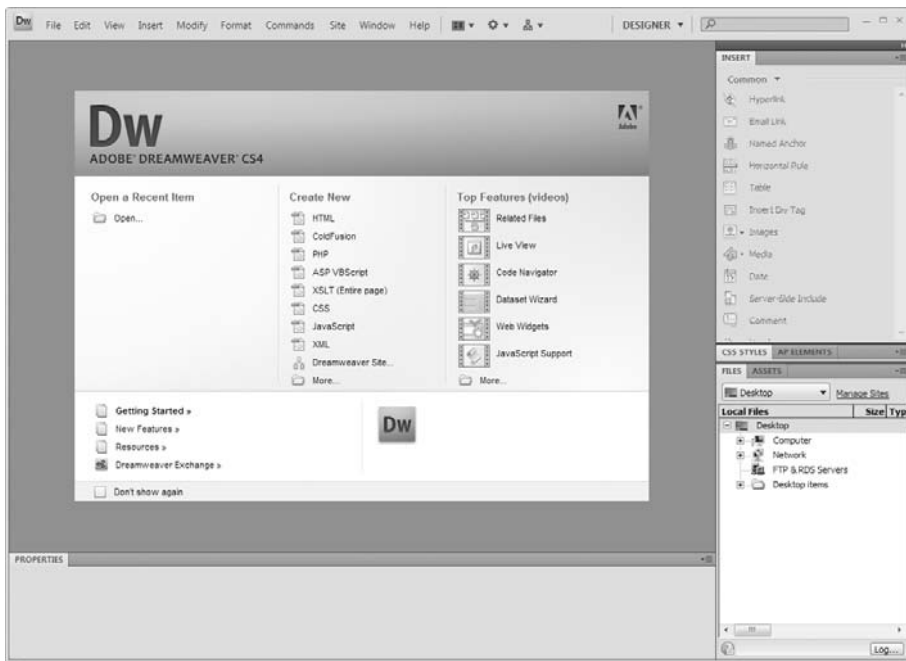 Dw File Edit View Insert Modify Format Commands Site Window Help DESIGNER
INSERT
Common
Hyperlink
Email Link
Named Anchor
Horizontal Rule
Table
Insert Div Tag
Images
Media
Date
Server-Side Include
Comment
CSS STYLES AP ELEMENTS
FILES ASSETS
Desktop Manage Sites
Local Files Size Typ
Desktop
Computer
Network
FTP & RDS Servers
Desktop items
Log...
Dw
ADOBE® DREAMWEAVER® CS4
Adobe
Open a Recent Item
Open...
Create New
HTML
ColdFusion
PHP
ASP VBScript
XSLT (Entire page)
CSS
JavaScript
XML
Dreamweaver Site...
More...
Top Features (videos)
Related Files
Live View
Code Navigator
Dataset Wizard
Web Widgets
JavaScript Support
More...
Getting Started »
New Features »
Resources »
Dreamweaver Exchange »
Dw
Don't show again
PROPERTIES